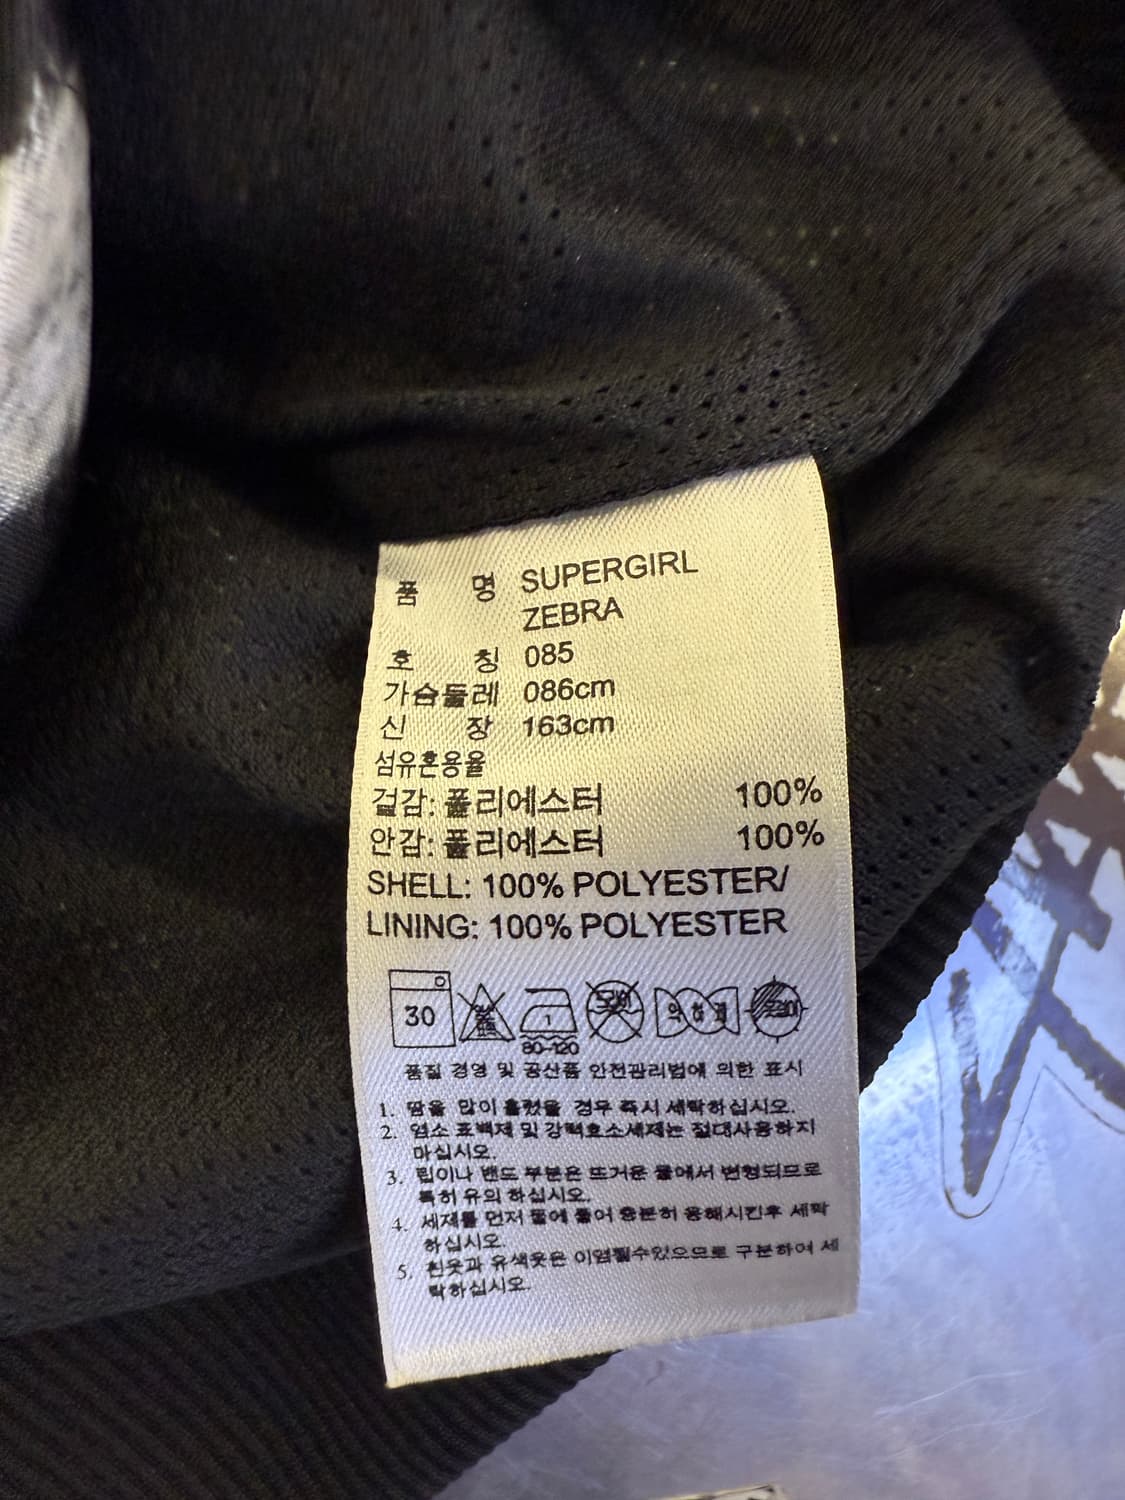 품 명 SUPERGIRL
ZEBRA
호 칭 085
가슴둘레 086cm
신 장 163cm
섬유혼용율
겉감: 폴리에스터 100%
안감: 폴리에스터 100%
SHELL: 100% POLYESTER/
LINING: 100% POLYESTER
30 1 약하게
80-120
품질 경영 및 공산품 안전관리법에 의한 표시
1. 땀을 많이 흘렸을 경우 즉시 세탁하십시오.
2. 염소 표백제 및 강력효소세제는 절대사용하지
마십시오.
3. 립이나 밴드 부분은 뜨거운 물에서 변형되므로
특히 유의 하십시오.
4. 세제를 먼저 물에 풀어 충분히 용해시킨후 세탁
하십시오.
5. 흰옷과 유색옷은 이염될수있으므로 구분하여 세
탁하십시오.